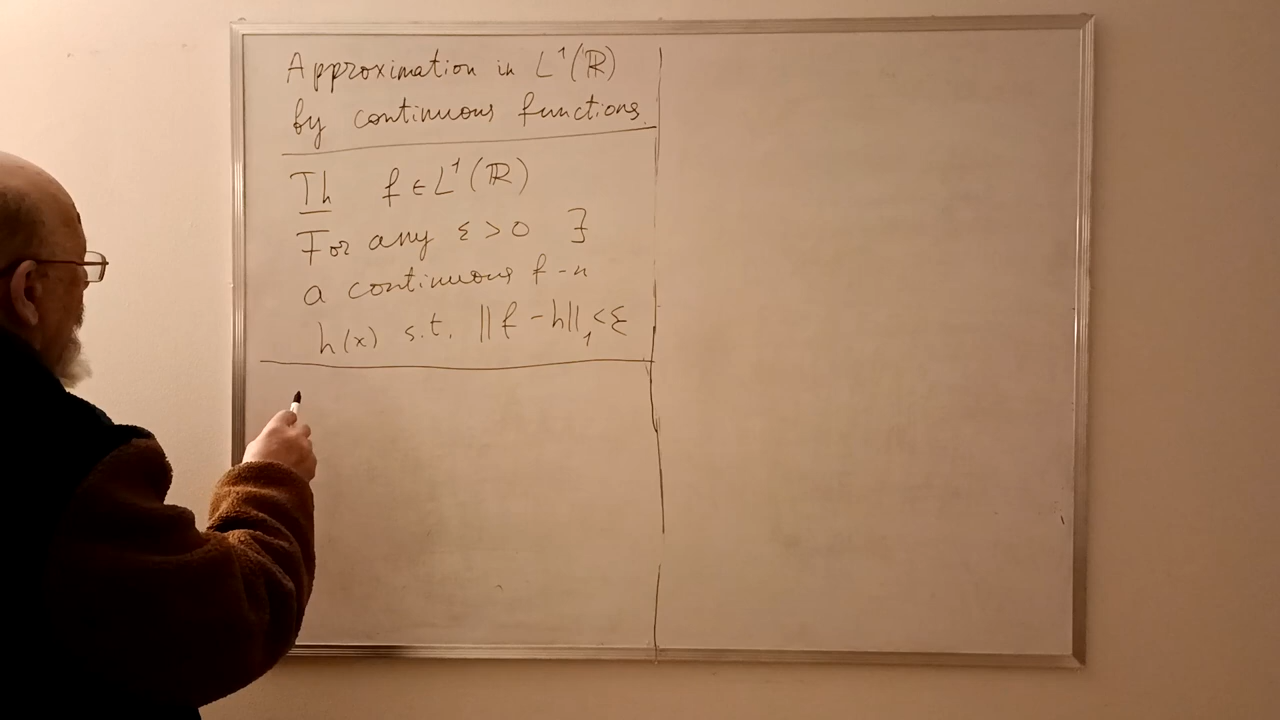 Approximation in L¹(ℝ)
by continuous functions.
Th f ∈ L¹(ℝ)
For any ε > 0 ∃
a continuous f-n
h(x) s.t. ||f - h||₁ < ε